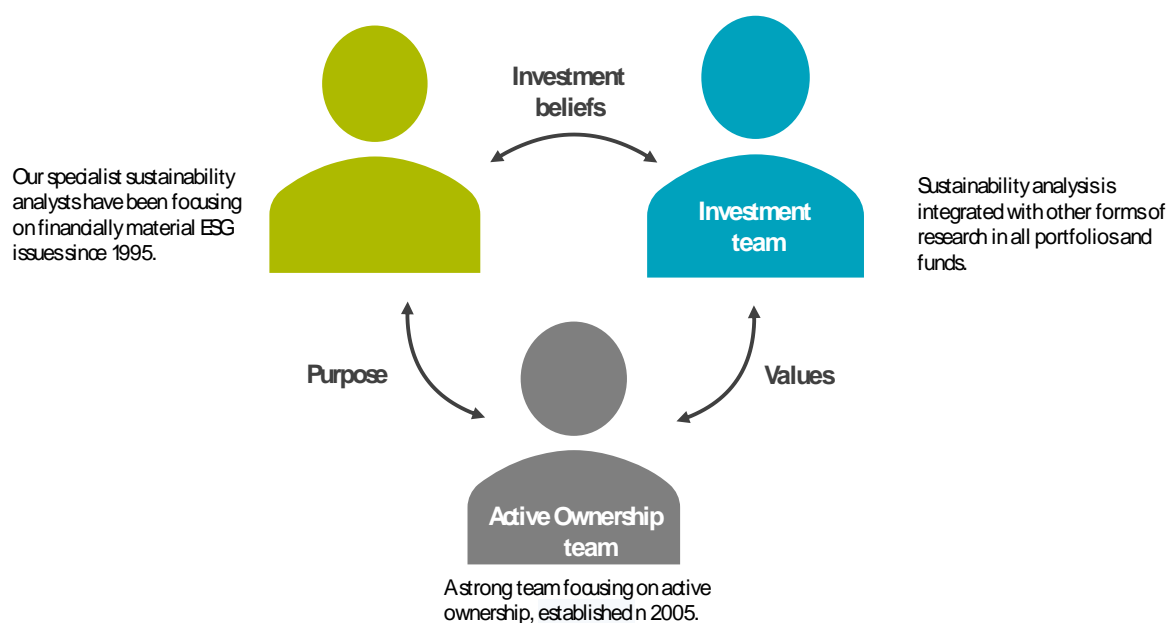 Investment
beliefs
Our specialist sustainability
analysts have been focusing
on financially material ESG
issues since 1995.
Investment
team
Sustainability analysis is
integrated with other forms of
research in all portfolios and
funds.
Purpose
Values
Active Ownership
team
A strong team focusing on active
ownership, established n 2005.